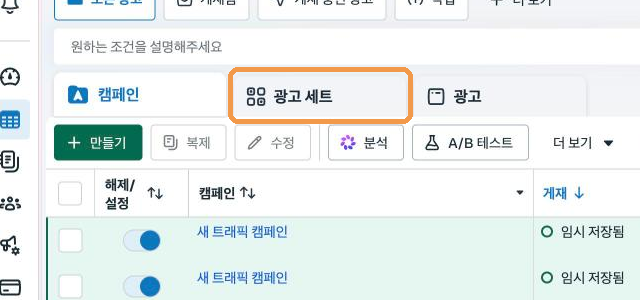 더 보기
원하는 조건을 설명해주세요
캠페인
광고 세트
광고
+ 만들기
복제
수정
분석
A/B 테스트
더 보기
해제/
설정
캠페인
게재 ↓
새 트래픽 캠페인
임시 저장됨
새 트래픽 캠페인
임시 저장됨